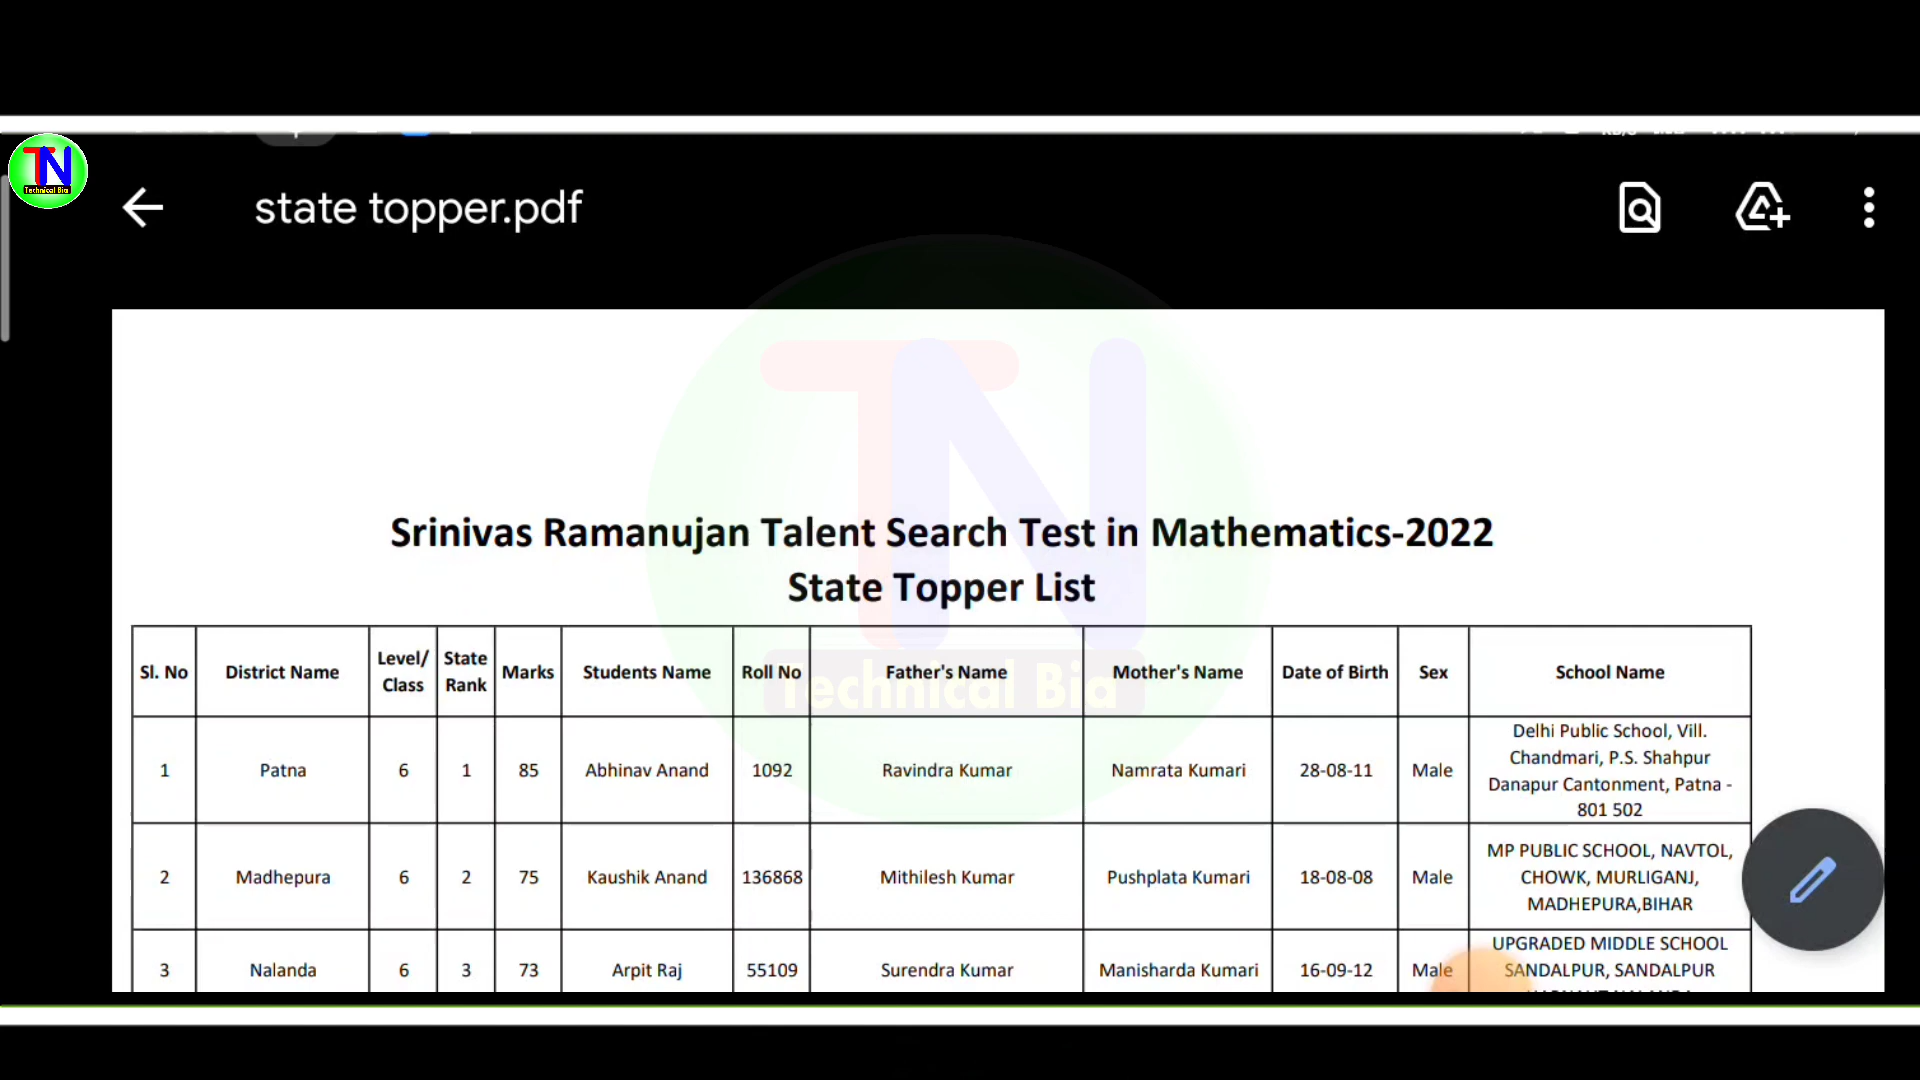 TN
Technical Bia
state topper.pdf
Srinivas Ramanujan Talent Search Test in Mathematics-2022
State Topper List
Sl. No District Name Level/ Class State Rank Marks Students Name Roll No Father's Name Mother's Name Date of Birth Sex School Name
1 Patna 6 1 85 Abhinav Anand 1092 Ravindra Kumar Namrata Kumari 28-08-11 Male Delhi Public School, Vill. Chandmari, P.S. Shahpur Danapur Cantonment, Patna - 801 502
2 Madhepura 6 2 75 Kaushik Anand 136868 Mithilesh Kumar Pushplata Kumari 18-08-08 Male MP PUBLIC SCHOOL, NAVTOL, CHOWK, MURLIGANJ, MADHEPURA,BIHAR
3 Nalanda 6 3 73 Arpit Raj 55109 Surendra Kumar Manisharda Kumari 16-09-12 Male UPGRADED MIDDLE SCHOOL SANDALPUR, SANDALPUR
TN
Technical Bia